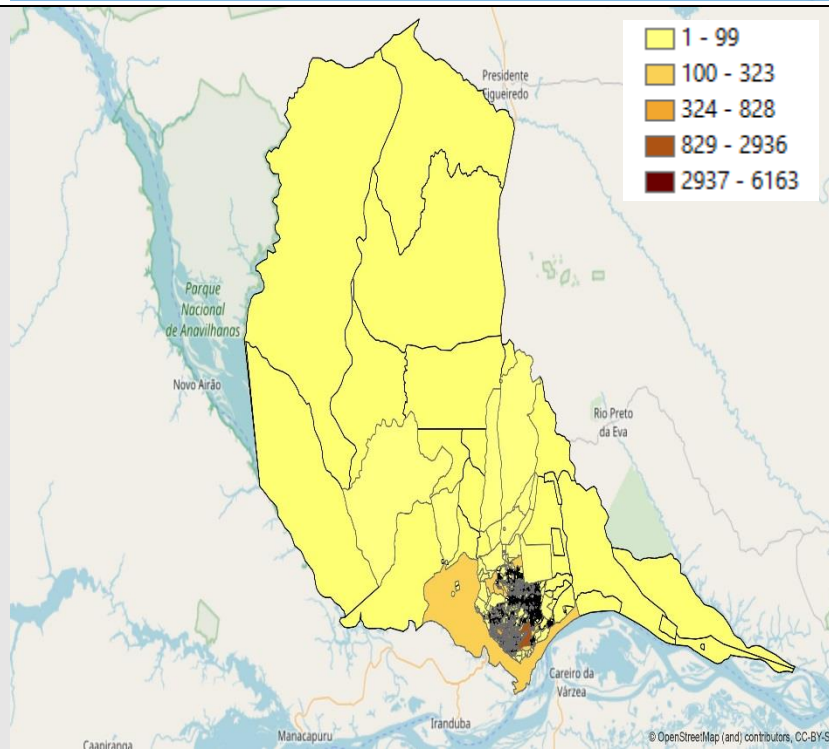 1 - 99
100 - 323
324 - 828
829 - 2936
2937 - 6163
Presidente
Figueiredo
Parque
Nacional
de Anavilhanas
Novo Airão
Rio Preto
da Eva
Careiro da
Várzea
Iranduba
Manacapuru
Caapiranga
© OpenStreetMap (and) contributors, CC-BY-S